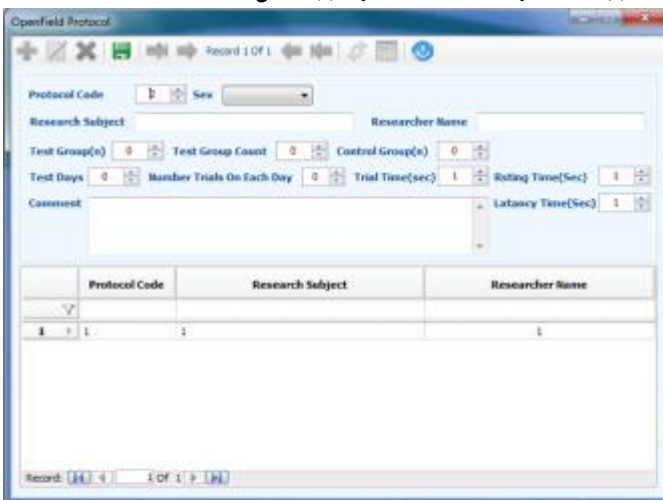 Openfield Protocol
Record 1 Of 1
Protocol Code Sex
Research Subject Researcher Name
Test Group(n) 0 Test Group Count 0 Control Group(n) 0
Test Days 0 Number Trials On Each Day 0 Trial Time(sec) 1 Rsting Time(Sec) 1
Comment Latancy Time(Sec) 1
Protocol Code Research Subject Researcher Name
1 1 1 1
Record: 1 Of 1